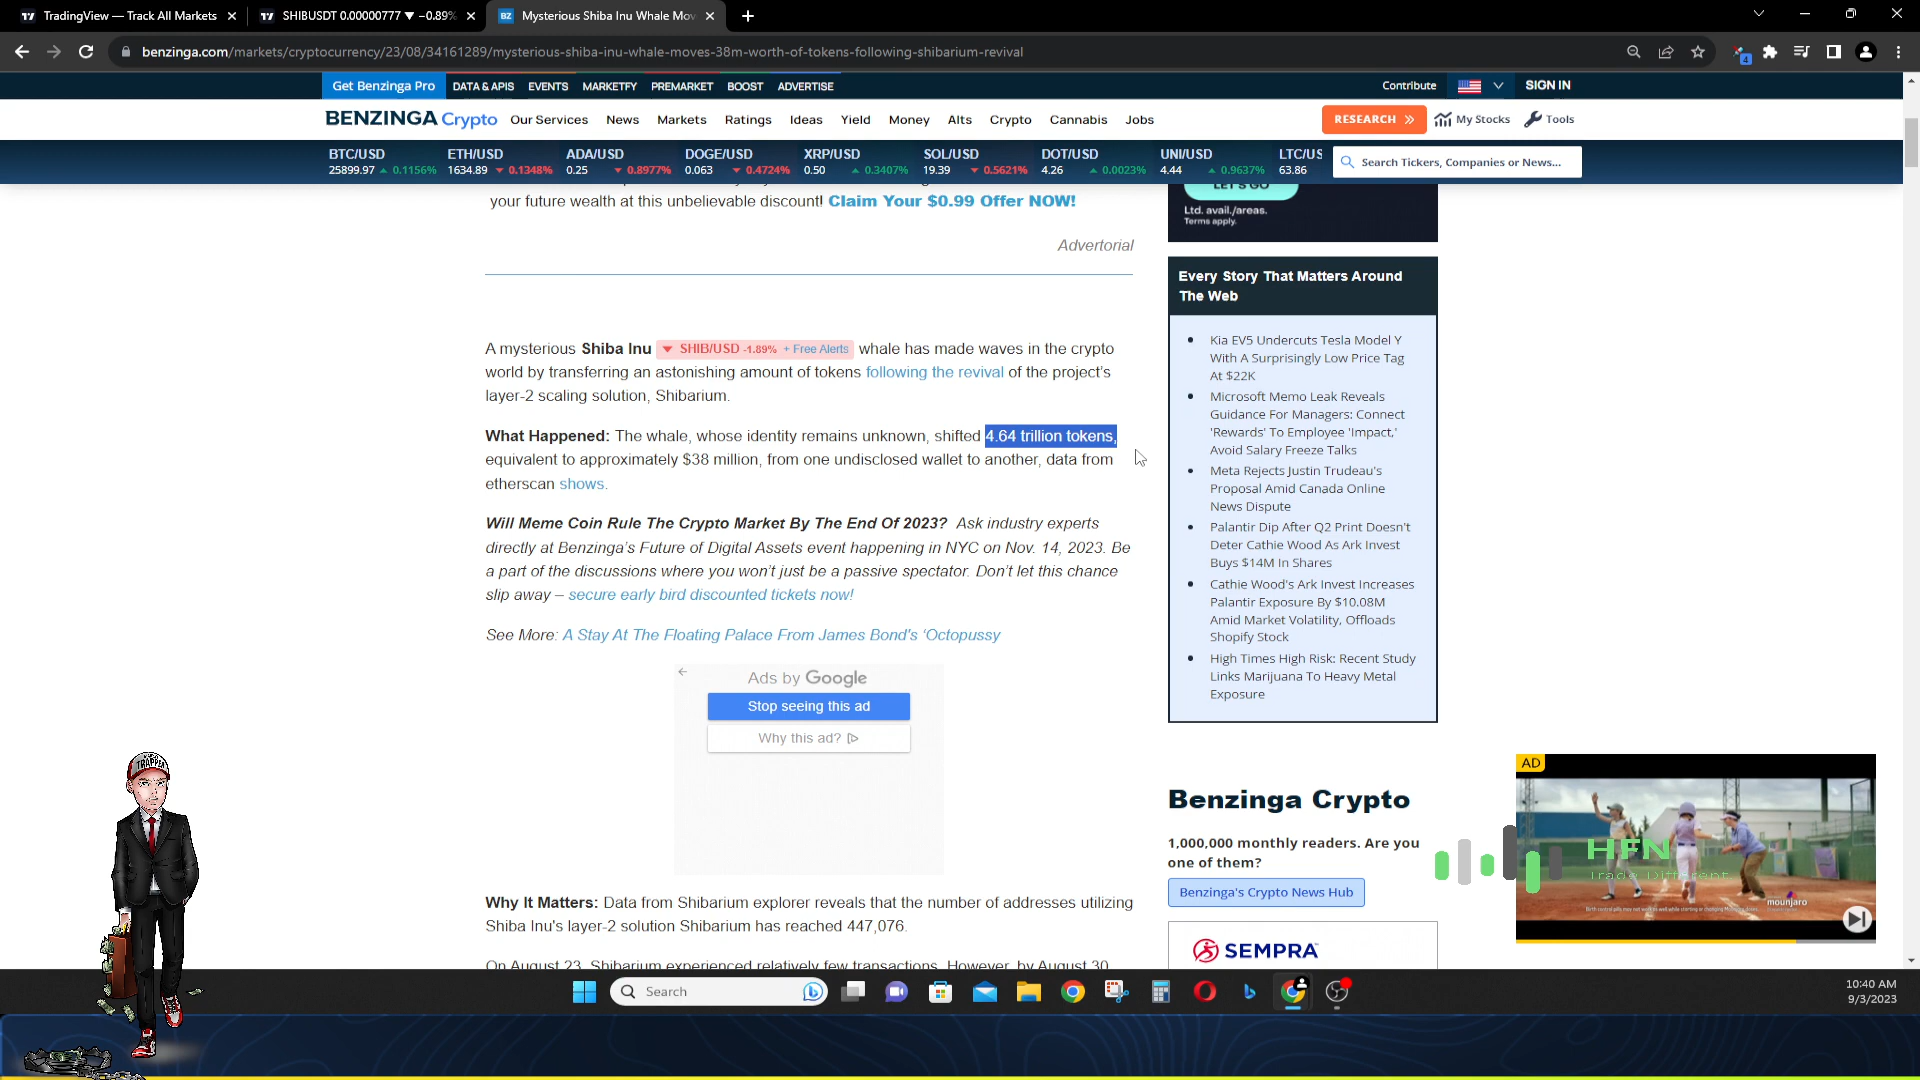 TradingView — Track All Markets
SHIBUSDT 0.00000777 ▼ −0.89%
Mysterious Shiba Inu Whale Mov
benzinga.com/markets/cryptocurrency/23/08/34161289/mysterious-shiba-inu-whale-moves-38m-worth-of-tokens-following-shibarium-revival
4
Get Benzinga Pro DATA & APIS EVENTS MARKETFY PREMARKET BOOST ADVERTISE Contribute SIGN IN
BENZINGA Crypto Our Services News Markets Ratings Ideas Yield Money Alts Crypto Cannabis Jobs RESEARCH My Stocks Tools
BTC/USD ETH/USD ADA/USD DOGE/USD XRP/USD SOL/USD DOT/USD UNI/USD LTC/US
25899.97 ▲ 0.1156% 1634.89 ▼ 0.1348% 0.25 ▼ 0.8977% 0.063 ▼ 0.4724% 0.50 ▲ 0.3407% 19.39 ▼ 0.5621% 4.26 ▲ 0.0023% 4.44 ▲ 0.9637% 63.86
Search Tickers, Companies or News...
your future wealth at this unbelievable discount! Claim Your $0.99 Offer NOW!
Advertorial
A mysterious Shiba Inu ▼ SHIB/USD -1.89% + Free Alerts whale has made waves in the crypto
world by transferring an astonishing amount of tokens following the revival of the project's
layer-2 scaling solution, Shibarium.
What Happened: The whale, whose identity remains unknown, shifted 4.64 trillion tokens,
equivalent to approximately $38 million, from one undisclosed wallet to another, data from
etherscan shows.
Will Meme Coin Rule The Crypto Market By The End Of 2023? Ask industry experts
directly at Benzinga's Future of Digital Assets event happening in NYC on Nov. 14, 2023. Be
a part of the discussions where you won't just be a passive spectator. Don't let this chance
slip away – secure early bird discounted tickets now!
See More: A Stay At The Floating Palace From James Bond's 'Octopussy
Ads by Google
Stop seeing this ad
Why this ad?
Why It Matters: Data from Shibarium explorer reveals that the number of addresses utilizing
Shiba Inu's layer-2 solution Shibarium has reached 447,076.
On August 23, Shibarium experienced relatively few transactions. However, by August 30,
LET'S GO
Ltd. avail./areas.
Terms apply.
Every Story That Matters Around
The Web
Kia EV5 Undercuts Tesla Model Y
With A Surprisingly Low Price Tag
At $22K
Microsoft Memo Leak Reveals
Guidance For Managers: Connect
'Rewards' To Employee 'Impact,'
Avoid Salary Freeze Talks
Meta Rejects Justin Trudeau's
Proposal Amid Canada Online
News Dispute
Palantir Dip After Q2 Print Doesn't
Deter Cathie Wood As Ark Invest
Buys $14M In Shares
Cathie Wood's Ark Invest Increases
Palantir Exposure By $10.08M
Amid Market Volatility, Offloads
Shopify Stock
High Times High Risk: Recent Study
Links Marijuana To Heavy Metal
Exposure
Benzinga Crypto
1,000,000 monthly readers. Are you
one of them?
Benzinga's Crypto News Hub
SEMPRA
AD
HFN
Trade Different
mounjaro
TRAPPER
Search
10:40 AM
9/3/2023